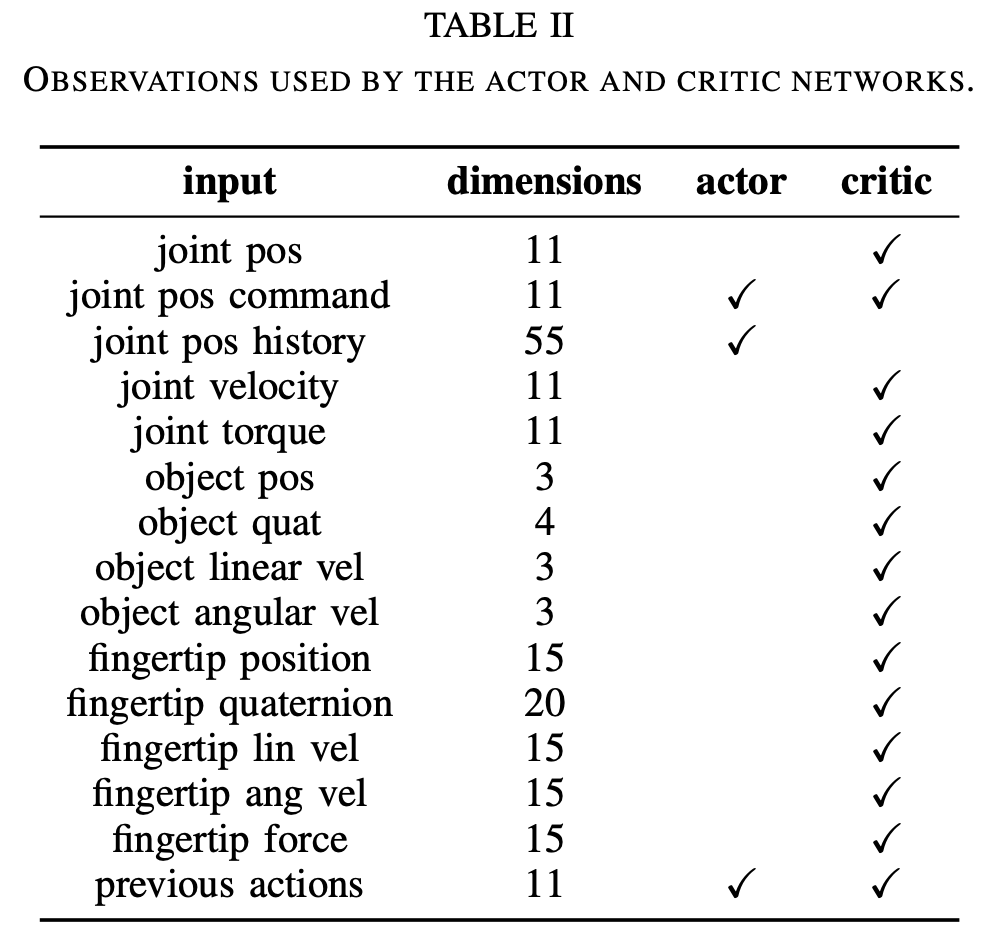 TABLE II
OBSERVATIONS USED BY THE ACTOR AND CRITIC NETWORKS.
input dimensions actor critic
joint pos 11 ✓
joint pos command 11 ✓ ✓
joint pos history 55 ✓
joint velocity 11 ✓
joint torque 11 ✓
object pos 3 ✓
object quat 4 ✓
object linear vel 3 ✓
object angular vel 3 ✓
fingertip position 15 ✓
fingertip quaternion 20 ✓
fingertip lin vel 15 ✓
fingertip ang vel 15 ✓
fingertip force 15 ✓
previous actions 11 ✓ ✓